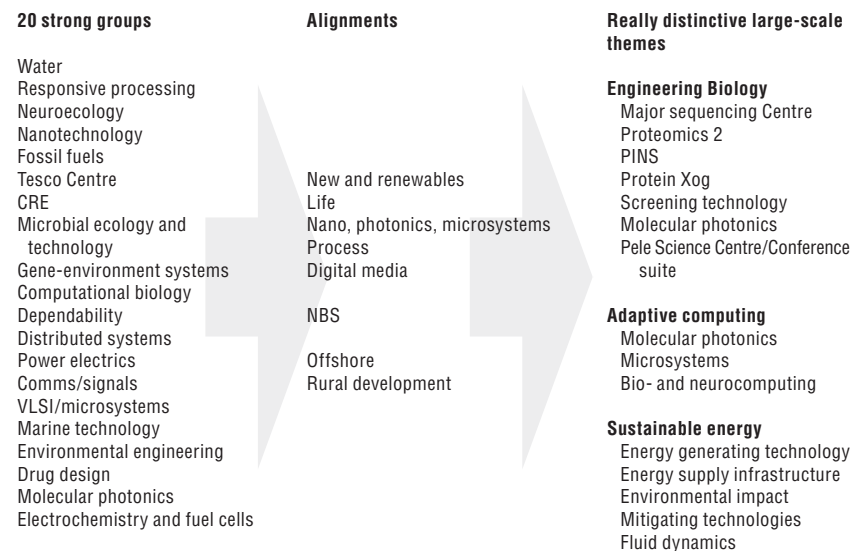 20 strong groups
Water
Responsive processing
Neuroecology
Nanotechnology
Fossil fuels
Tesco Centre
CRE
Microbial ecology and
technology
Gene-environment systems
Computational biology
Dependability
Distributed systems
Power electrics
Comms/signals
VLSI/microsystems
Marine technology
Environmental engineering
Drug design
Molecular photonics
Electrochemistry and fuel cells
Alignments
New and renewables
Life
Nano, photonics, microsystems
Process
Digital media
NBS
Offshore
Rural development
Really distinctive large-scale
themes
Engineering Biology
Major sequencing Centre
Proteomics 2
PINS
Protein Xog
Screening technology
Molecular photonics
Pele Science Centre/Conference
suite
Adaptive computing
Molecular photonics
Microsystems
Bio- and neurocomputing
Sustainable energy
Energy generating technology
Energy supply infrastructure
Environmental impact
Mitigating technologies
Fluid dynamics